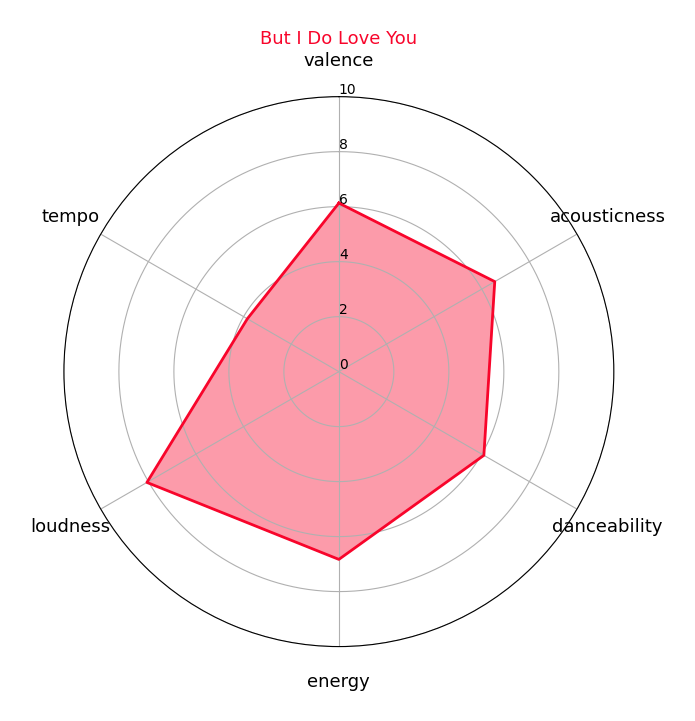 But I Do Love You
valence
10
8
6
4
2
0
tempo
acousticness
loudness
danceability
energy